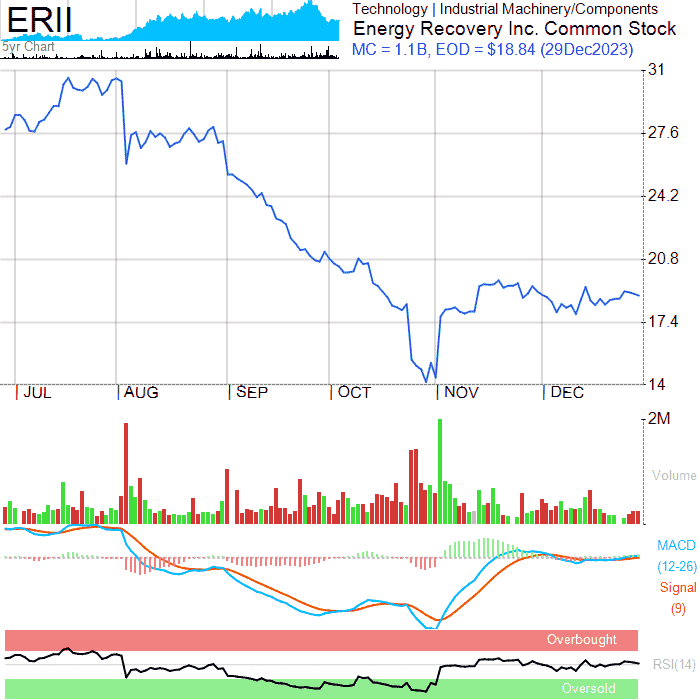 ERII
5yr Chart
Technology | Industrial Machinery/Components
Energy Recovery Inc. Common Stock
MC = 1.1B, EOD = $18.84 (29Dec2023)
31
27.6
24.2
20.8
17.4
14
JUL
AUG
SEP
OCT
NOV
DEC
2M
Volume
MACD
(12-26)
Signal
(9)
Overbought
RSI(14)
Oversold